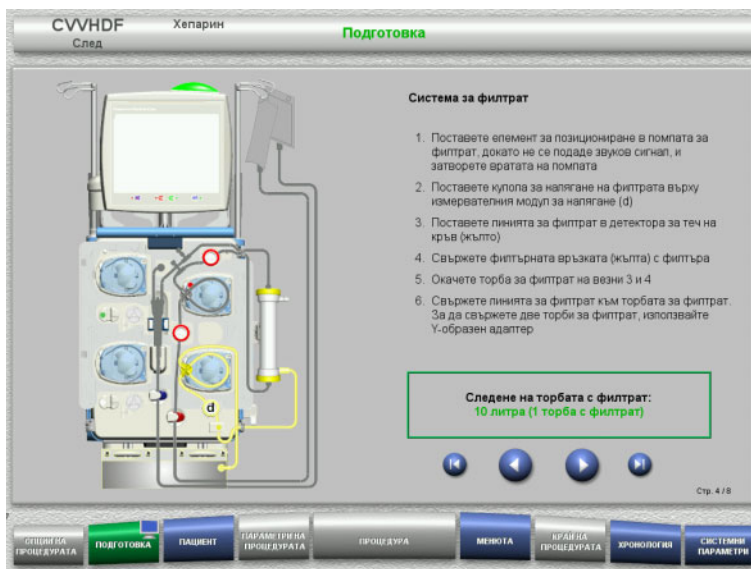 CVVHDF
След
Хепарин
Подготовка
Система за филтрат
1. Поставете елемент за позициониране в помпата за
филтрат, докато не се подаде звуков сигнал, и
затворете вратата на помпата
2. Поставете купола за налягане на филтрата върху
измервателния модул за налягане (d)
3. Поставете линията за филтрат в детектора за теч на
кръв (жълто)
4. Свържете филтърната връзката (жълта) с филтъра
5. Окачете торба за филтрат на везни 3 и 4
6. Свържете линията за филтрат към торбата за филтрат.
За да свържете две торби за филтрат, използвайте
Y-образен адаптер
d
Следене на торбата с филтрат:
10 литра (1 торба с филтрат)
Стр. 4 / 8
ОПЦИИ НА
ПРОЦЕДУРАТА
ПОДГОТОВКА
ПАЦИЕНТ
ПАРАМЕТРИ НА
ПРОЦЕДУРАТА
ПРОЦЕДУРА
МЕНЮТА
КРАЙ НА
ПРОЦЕДУРАТА
ХРОНОЛОГИЯ
СИСТЕМНИ
ПАРАМЕТРИ